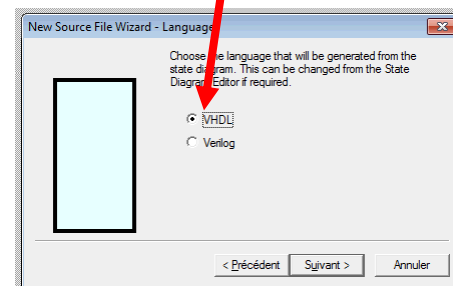 New Source File Wizard - Language
Choose the language that will be generated from the
state diagram. This can be changed from the State
Diagram Editor if required.
VHDL
Verilog
< Précédent Suivant > Annuler